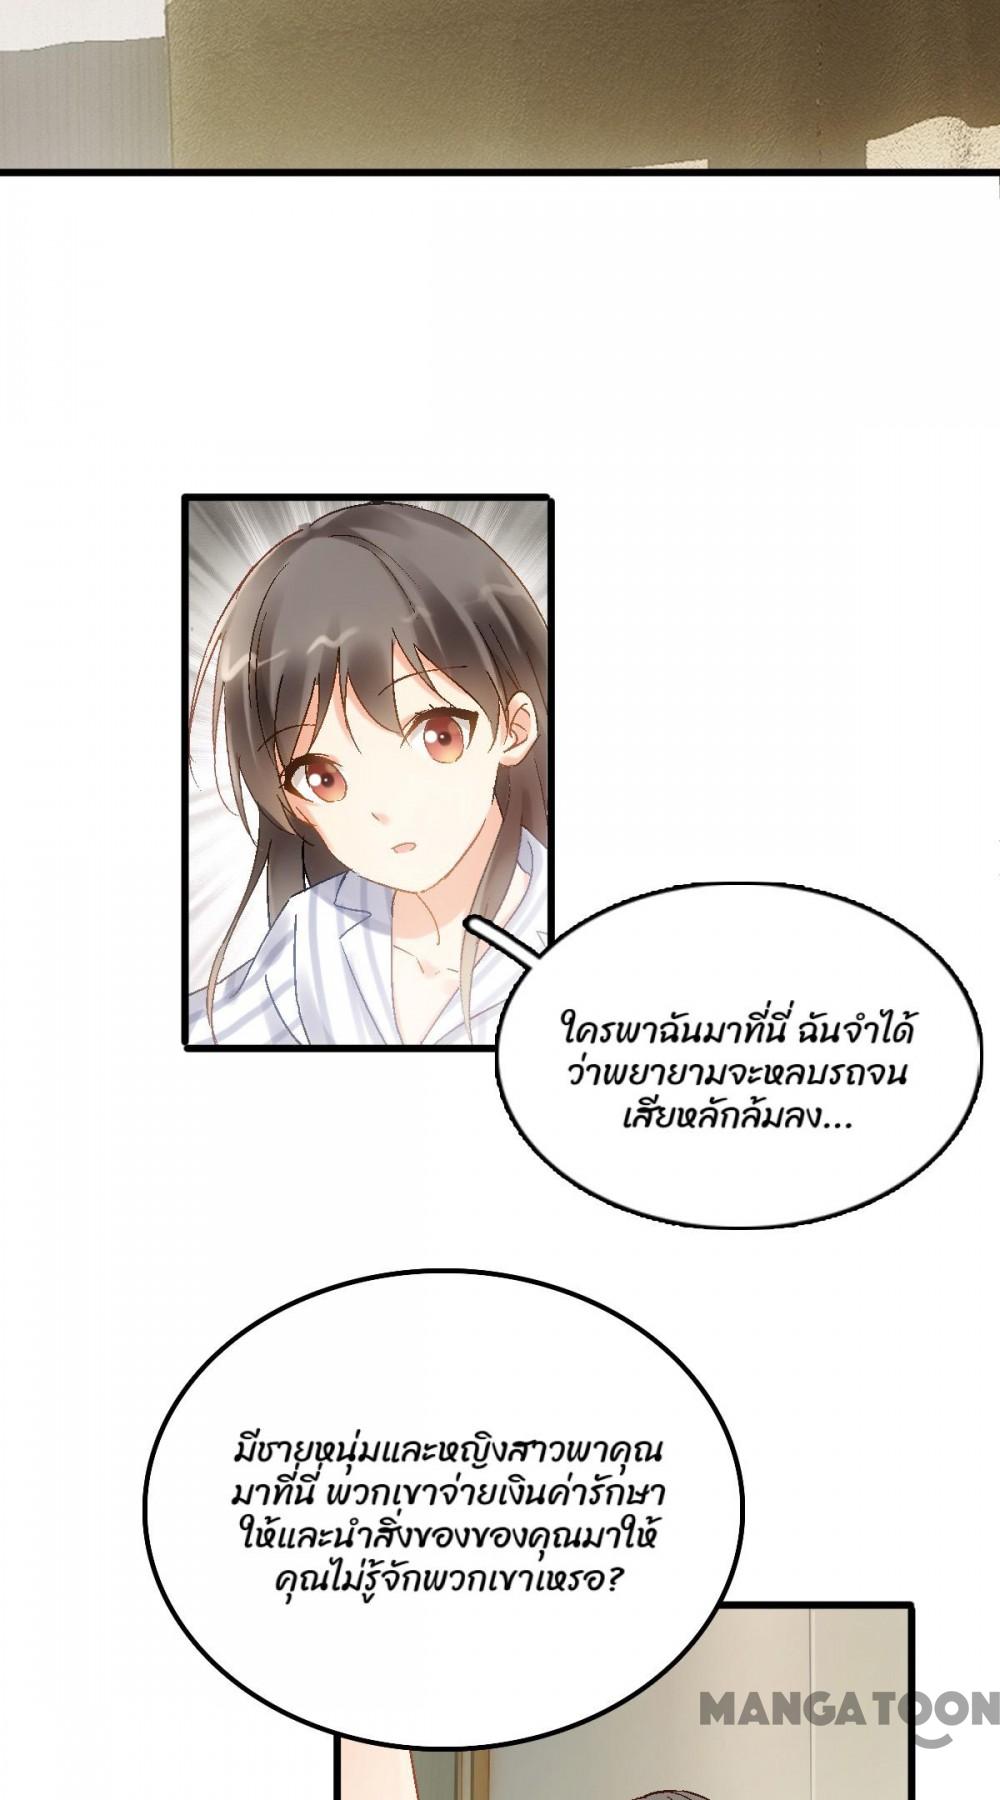 ใครพาฉันมาที่นี่ ฉันจำได้
ว่าพยายามจะหลบรถจน
เสียหลักล้มลง...
มีชายหนุ่มและหญิงสาวพาคุณ
มาที่นี่ พวกเขาจ่ายเงินค่ารักษา
ให้และนำสิ่งของของคุณมาให้
คุณไม่รู้จักพวกเขาเหรอ?
MANGATOON